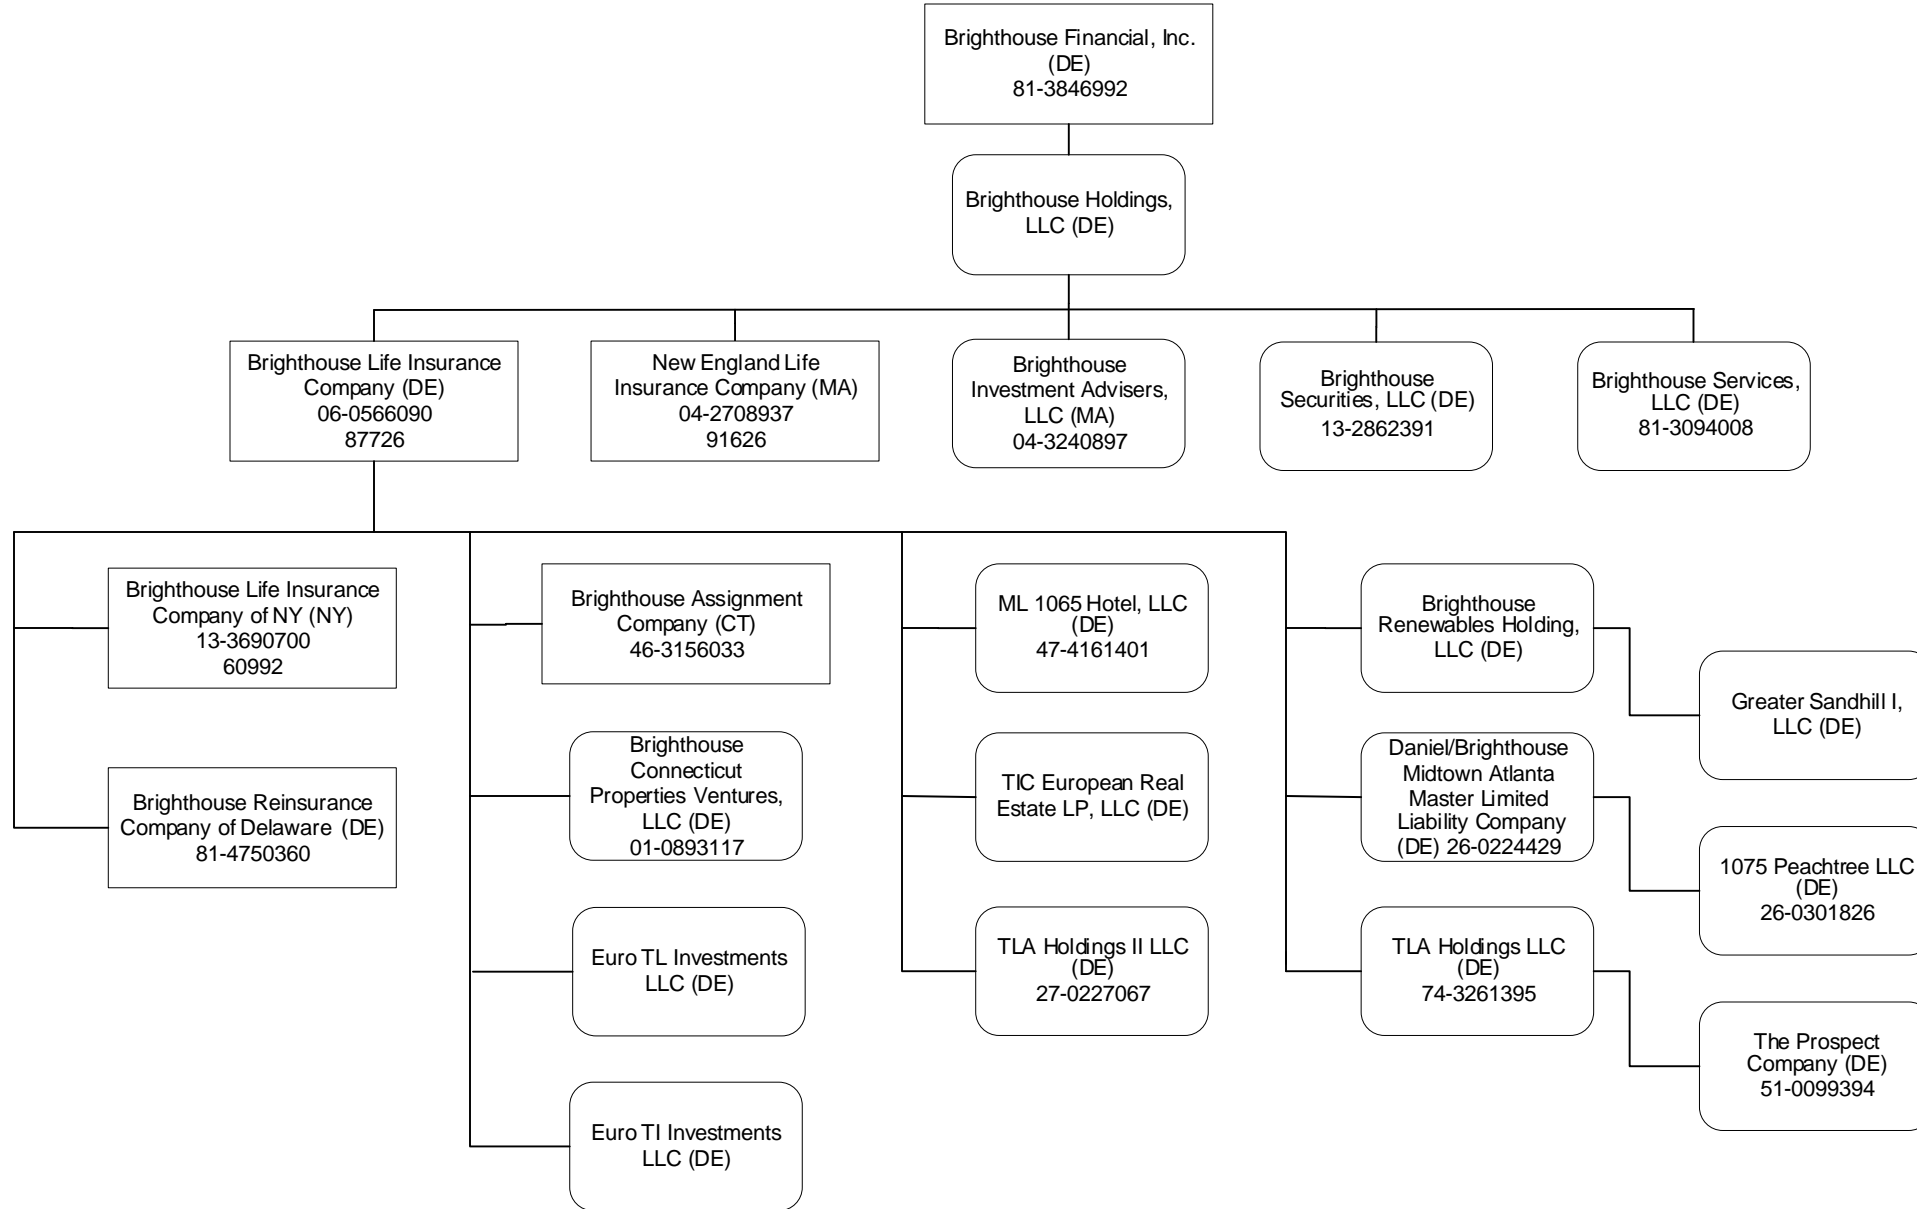 Brighthouse Financial, Inc.
(DE)
81-3846992
Brighthouse Holdings,
LLC (DE)
Brighthouse Life Insurance
Company (DE)
06-0566090
87726
New England Life
Insurance Company (MA)
04-2708937
91626
Brighthouse
Investment Advisers,
LLC (MA)
04-3240897
Brighthouse
Securities, LLC (DE)
13-2862391
Brighthouse Services,
LLC (DE)
81-3094008
Brighthouse Life Insurance
Company of NY (NY)
13-3690700
60992
Brighthouse Assignment
Company (CT)
46-3156033
ML 1065 Hotel, LLC
(DE)
47-4161401
Brighthouse
Renewables Holding,
LLC (DE)
Greater Sandhill I,
LLC (DE)
Brighthouse Reinsurance
Company of Delaware (DE)
81-4750360
Brighthouse
Connecticut
Properties Ventures,
LLC (DE)
01-0893117
TIC European Real
Estate LP, LLC (DE)
Daniel/Brighthouse
Midtown Atlanta
Master Limited
Liability Company
(DE) 26-0224429
1075 Peachtree LLC
(DE)
26-0301826
Euro TL Investments
LLC (DE)
TLA Holdings II LLC
(DE)
27-0227067
TLA Holdings LLC
(DE)
74-3261395
The Prospect
Company (DE)
51-0099394
Euro TI Investments
LLC (DE)